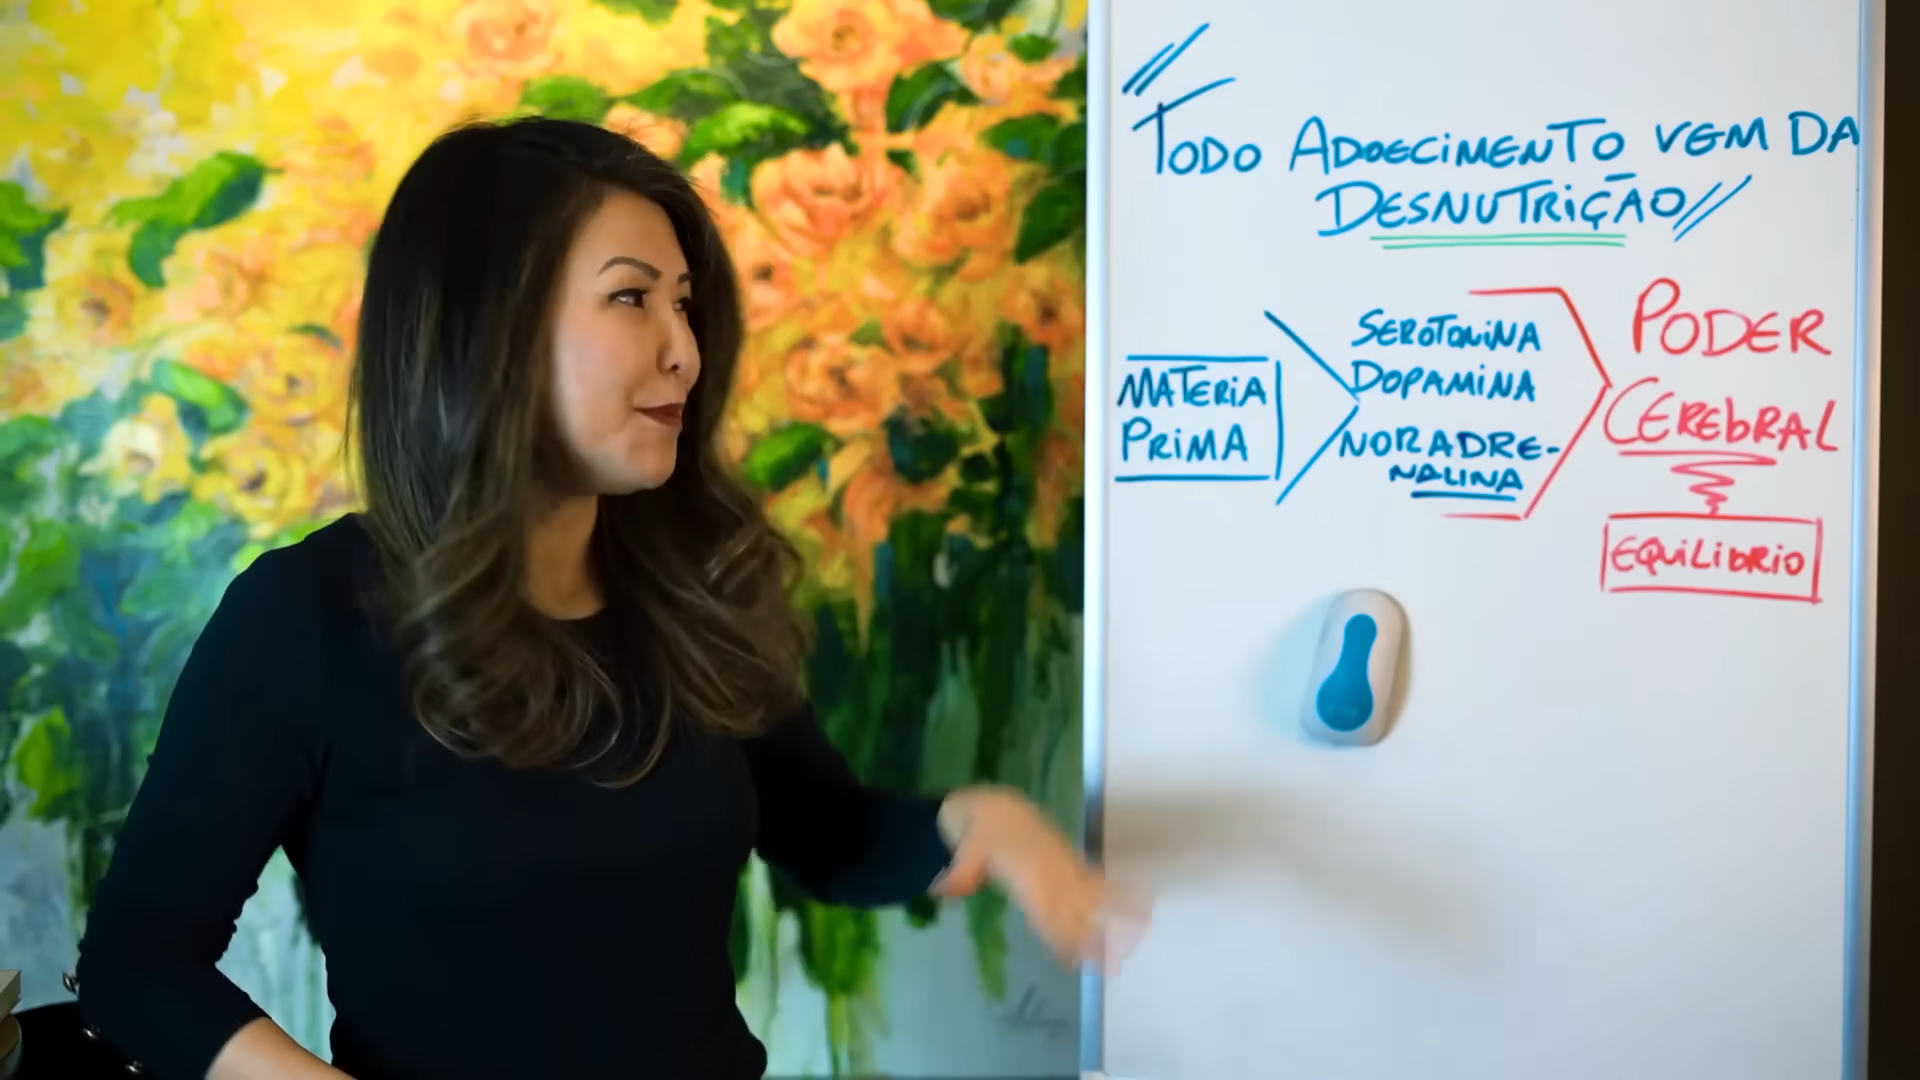 TODO ADOECIMENTO VEM DA
DESNUTRIÇÃO
MATERIA
PRIMA
SEROTONINA
DOPAMINA
NORADRE-
NALINA
PODER
CEREBRAL
EQUILIBRIO